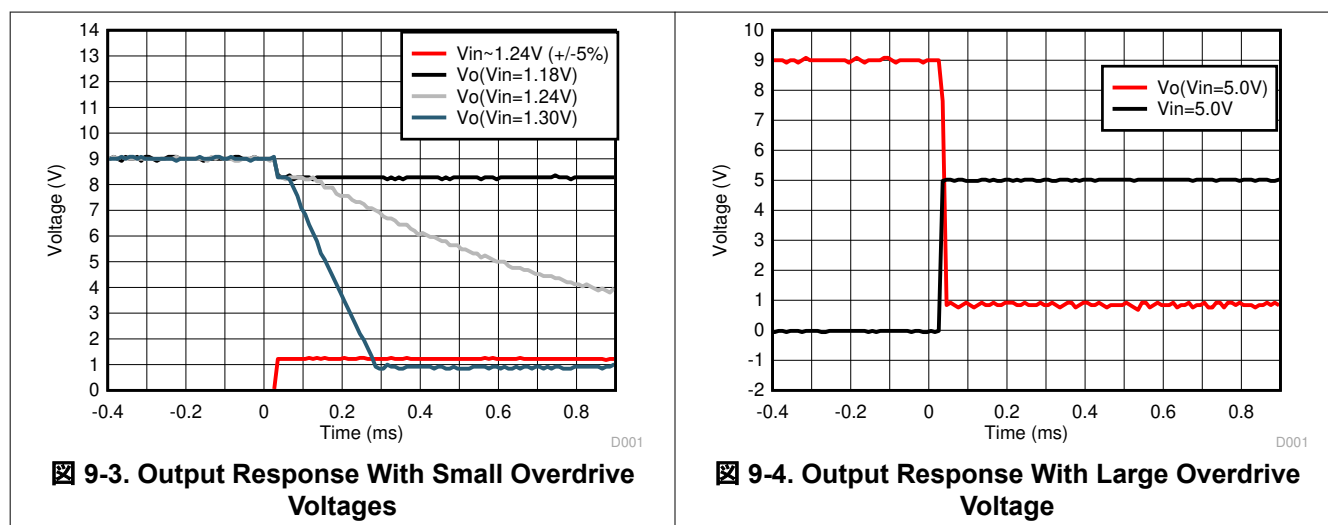 14
13
12
11
10
9
8
7
6
5
4
3
2
1
0
Voltage (V)
Vin~1.24V (+/-5%)
Vo(Vin=1.18V)
Vo(Vin=1.24V)
Vo(Vin=1.30V)
-0.4 -0.2 0 0.2 0.4 0.6 0.8
Time (ms)
D001
図 9-3. Output Response With Small Overdrive
Voltages
10
9
8
7
6
5
4
3
2
1
0
-1
-2
Voltage (V)
Vo(Vin=5.0V)
Vin=5.0V
-0.4 -0.2 0 0.2 0.4 0.6 0.8
Time (ms)
D001
図 9-4. Output Response With Large Overdrive
Voltage